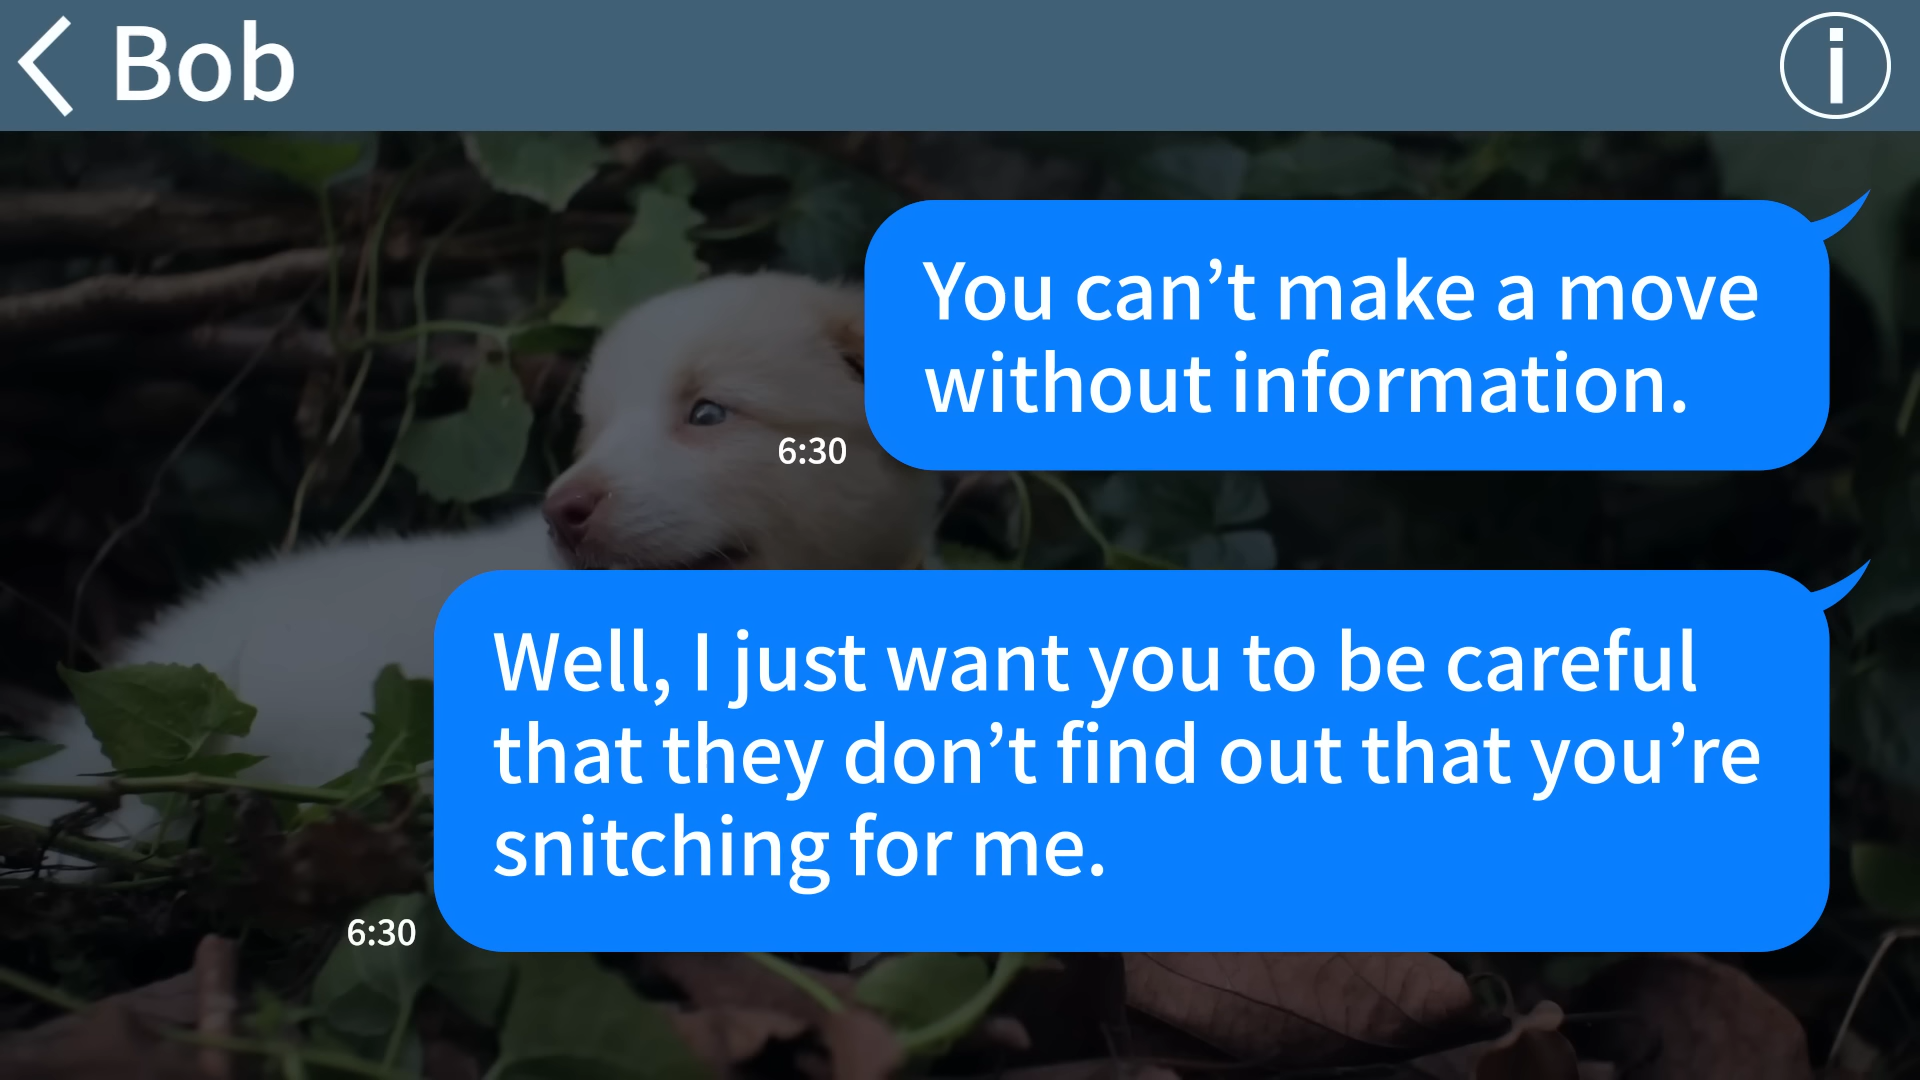 Bob
You can’t make a move
without information.
6:30
Well, I just want you to be careful
that they don’t find out that you’re
snitching for me.
6:30